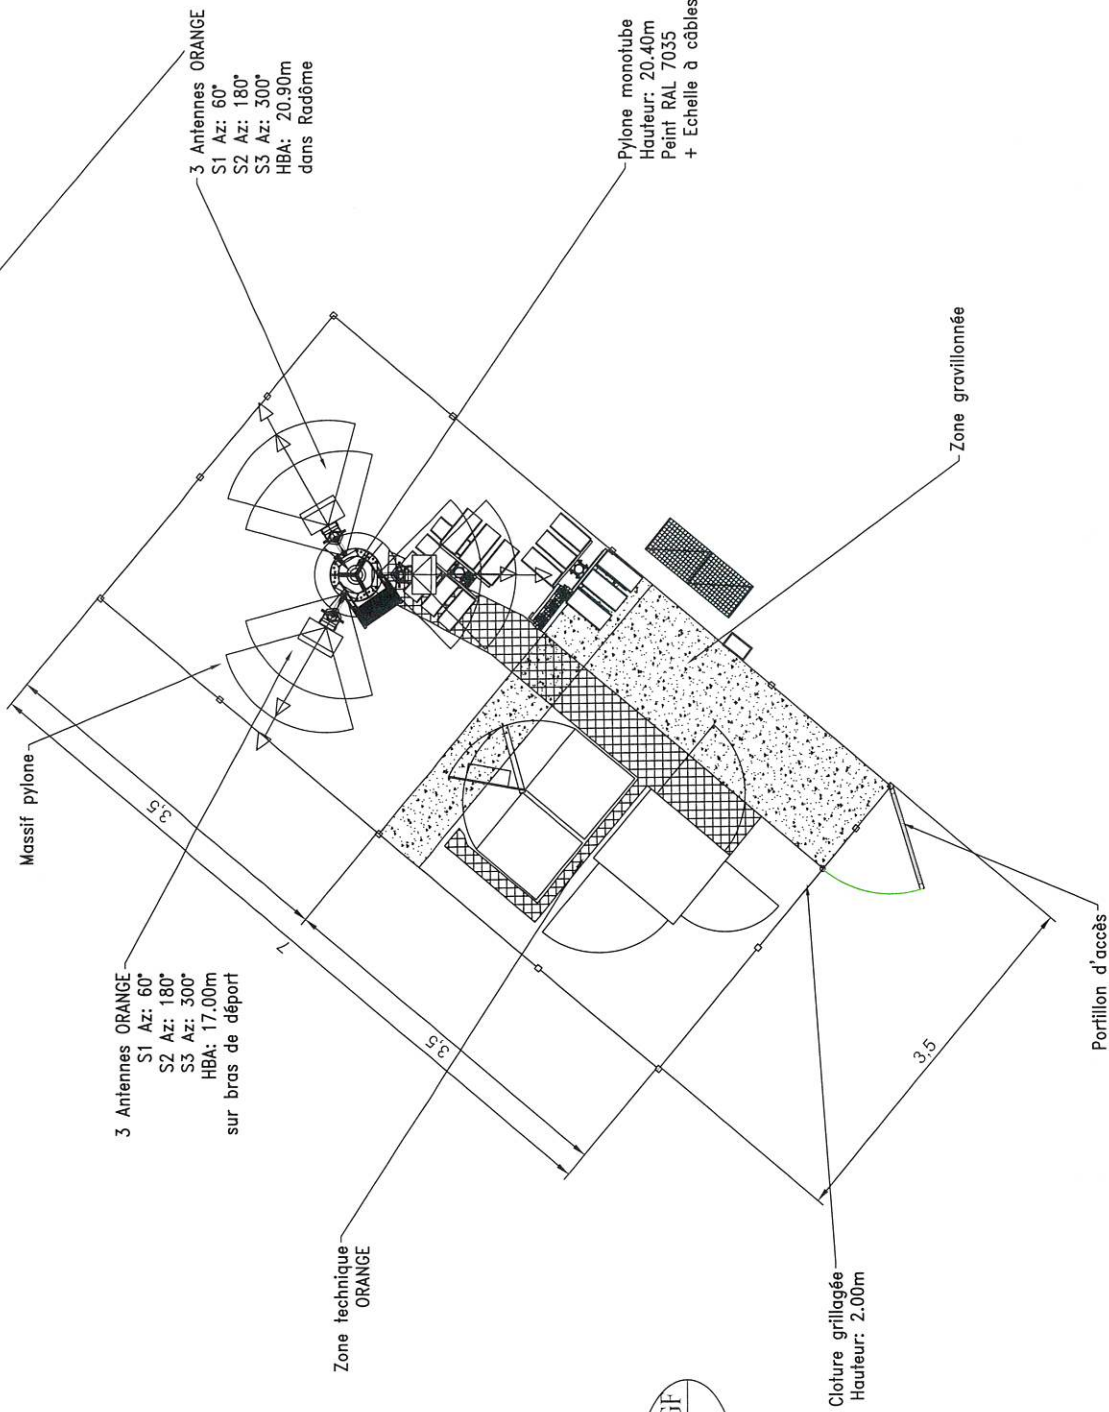 3 Antennes ORANGE
S1 Az: 60°
S2 Az: 180°
S3 Az: 300°
HBA: 20.90m
dans Radôme
Pylone monotube
Hauteur: 20.40m
Peint RAL 7035
+ Echelle à câbles
Zone gravillonnée
Massif pylone
3,5
7
3,5
3,5
3 Antennes ORANGE
S1 Az: 60°
S2 Az: 180°
S3 Az: 300°
HBA: 17.00m
sur bras de déport
Zone technique
ORANGE
Cloture grillagée
Hauteur: 2.00m
Portillon d'accès